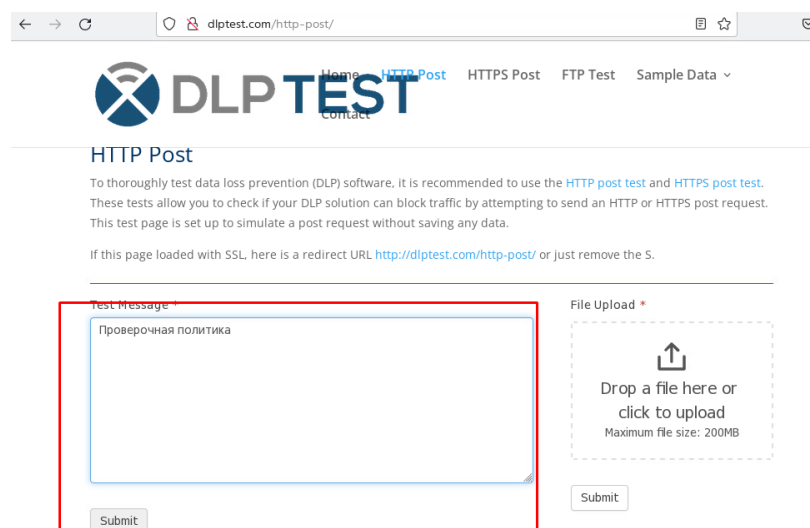 dlptest.com/http-post/
DLP TEST
Home HTTP Post HTTPS Post FTP Test Sample Data
Contact
HTTP Post
To thoroughly test data loss prevention (DLP) software, it is recommended to use the HTTP post test and HTTPS post test.
These tests allow you to check if your DLP solution can block traffic by attempting to send an HTTP or HTTPS post request.
This test page is set up to simulate a post request without saving any data.
If this page loaded with SSL, here is a redirect URL http://dlptest.com/http-post/ or just remove the S.
Test Message *
Проверочная политика
Submit
File Upload *
Drop a file here or
click to upload
Maximum file size: 200MB
Submit